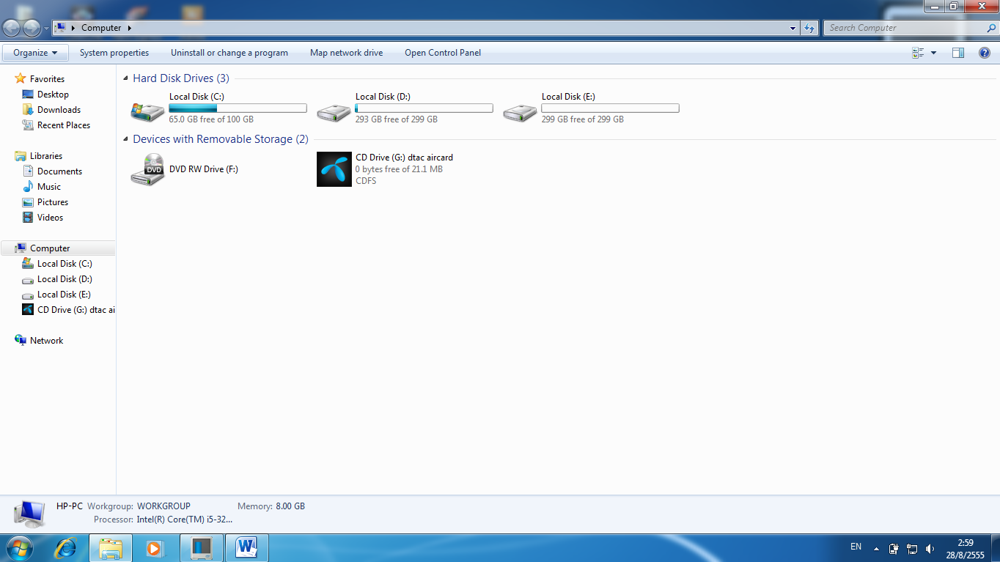 Computer
Search Computer
Organize
System properties
Uninstall or change a program
Map network drive
Open Control Panel
Favorites
Desktop
Downloads
Recent Places
Libraries
Documents
Music
Pictures
Videos
Computer
Local Disk (C:)
Local Disk (D:)
Local Disk (E:)
CD Drive (G:) dtac ai
Network
Hard Disk Drives (3)
Local Disk (C:)
65.0 GB free of 100 GB
Local Disk (D:)
293 GB free of 299 GB
Local Disk (E:)
299 GB free of 299 GB
Devices with Removable Storage (2)
DVD
DVD RW Drive (F:)
CD Drive (G:) dtac aircard
0 bytes free of 21.1 MB
CDFS
HP-PC Workgroup: WORKGROUP Memory: 8.00 GB
Processor: Intel(R) Core(TM) i5-32...
W
EN
2:59
28/8/2555